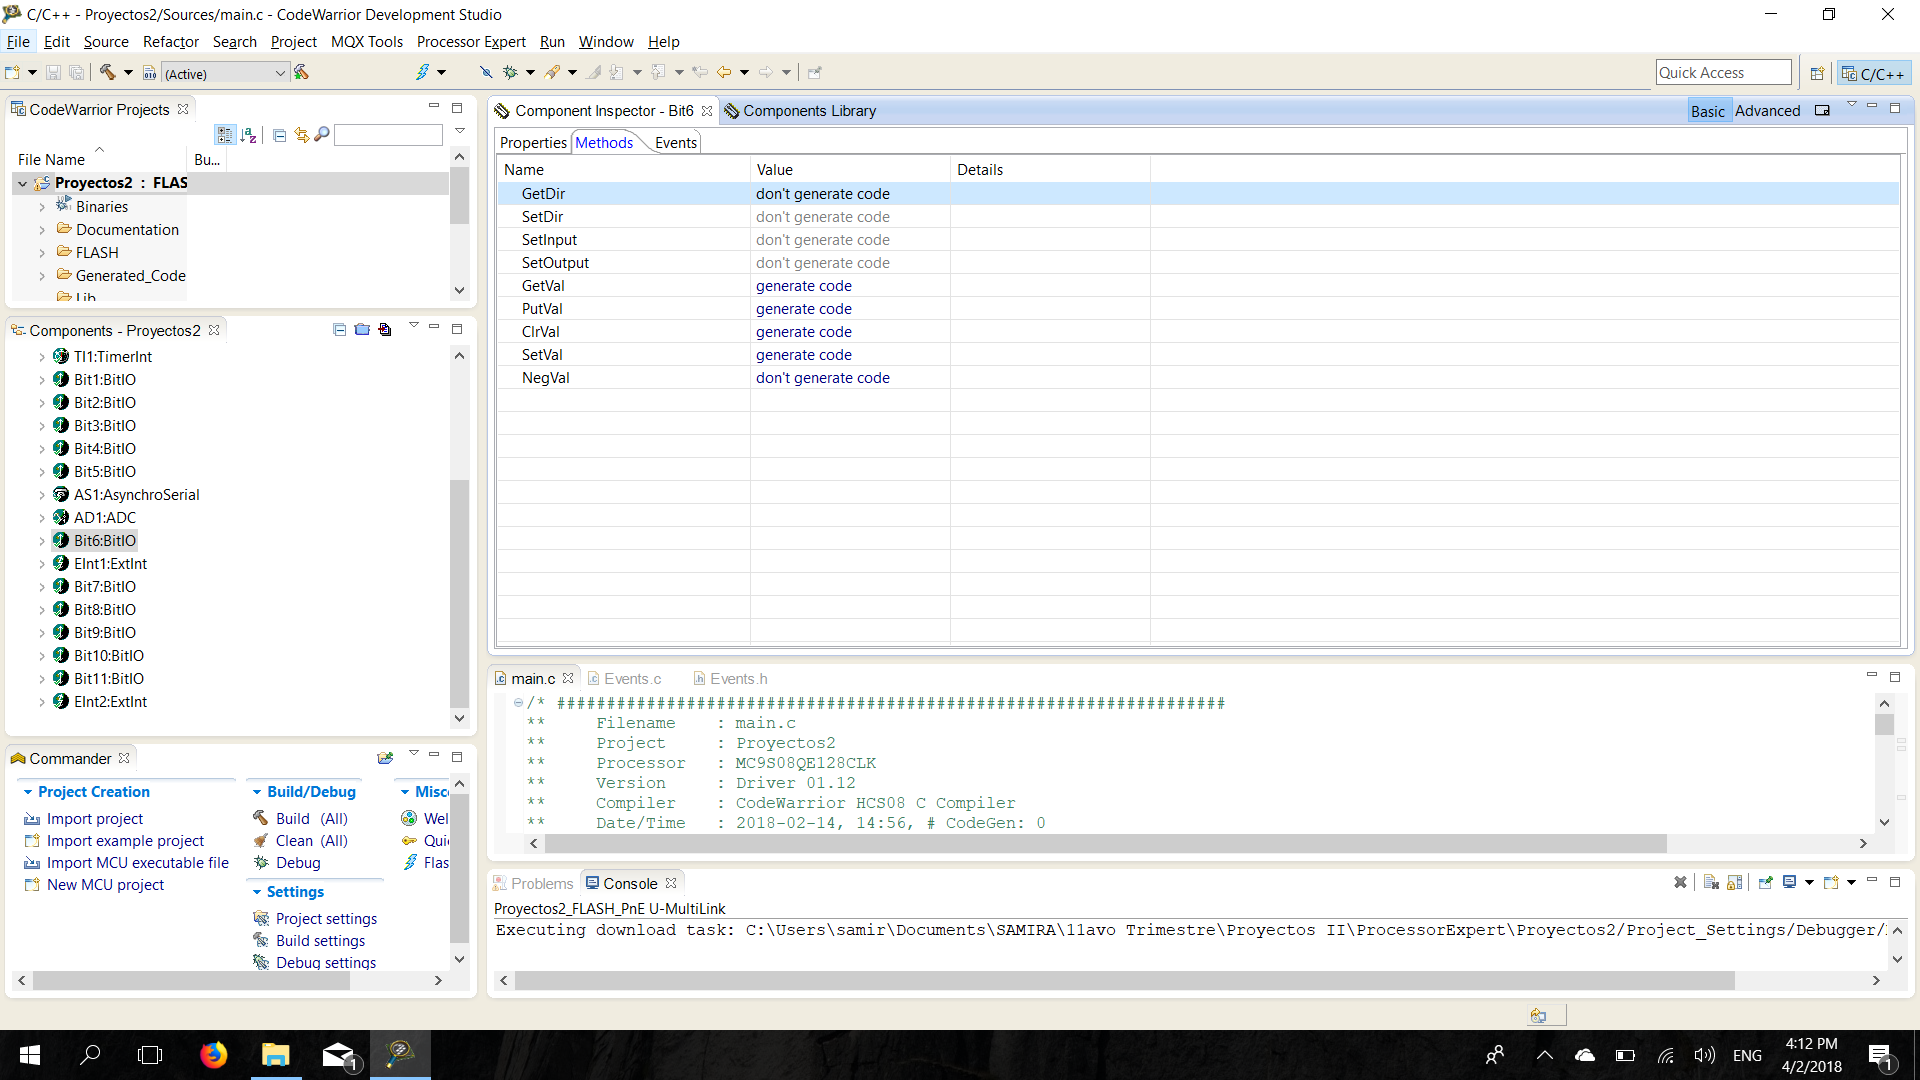 C/C++ - Proyectos2/Sources/main.c - CodeWarrior Development Studio
File Edit Source Refactor Search Project MQX Tools Processor Expert Run Window Help
(Active)
Quick Access
C/C++
CodeWarrior Projects
File Name Bu...
Proyectos2 : FLAS
Binaries
Documentation
FLASH
Generated_Code
Lib
Components - Proyectos2
TI1:TimerInt
Bit1:BitIO
Bit2:BitIO
Bit3:BitIO
Bit4:BitIO
Bit5:BitIO
AS1:AsynchroSerial
AD1:ADC
Bit6:BitIO
EInt1:ExtInt
Bit7:BitIO
Bit8:BitIO
Bit9:BitIO
Bit10:BitIO
Bit11:BitIO
EInt2:ExtInt
Commander
Project Creation
Import project
Import example project
Import MCU executable file
New MCU project
Build/Debug
Build (All)
Clean (All)
Debug
Settings
Project settings
Build settings
Debug settings
Misc
Wel
Quic
Flas
Component Inspector - Bit6 Components Library Basic Advanced
Properties Methods Events
Name Value Details
GetDir don't generate code
SetDir don't generate code
SetInput don't generate code
SetOutput don't generate code
GetVal generate code
PutVal generate code
ClrVal generate code
SetVal generate code
NegVal don't generate code
main.c Events.c Events.h
/* ###################################################################
** Filename : main.c
** Project : Proyectos2
** Processor : MC9S08QE128CLK
** Version : Driver 01.12
** Compiler : CodeWarrior HCS08 C Compiler
** Date/Time : 2018-02-14, 14:56, # CodeGen: 0
Problems Console
Proyectos2_FLASH_PnE U-MultiLink
Executing download task: C:\Users\samir\Documents\SAMIRA\11avo Trimestre\Proyectos II\ProcessorExpert\Proyectos2/Project_Settings/Debugger/
1
ENG
4:12 PM
4/2/2018
1